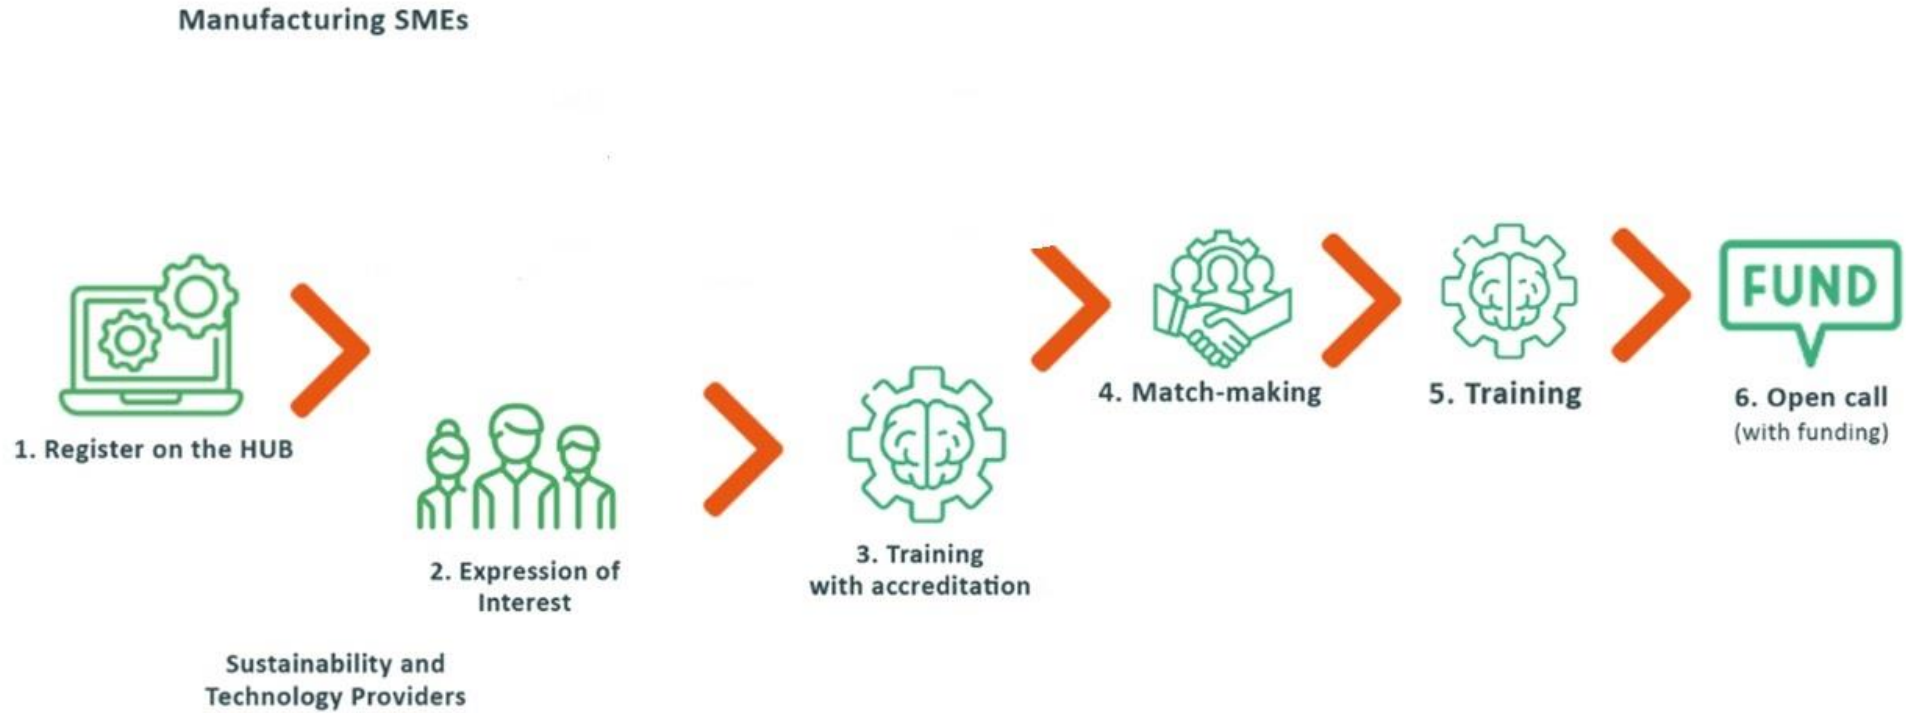 Manufacturing SMEs
1. Register on the HUB
2. Expression of
Interest
3. Training
with accreditation
4. Match-making
5. Training
FUND
6. Open call
(with funding)
Sustainability and
Technology Providers